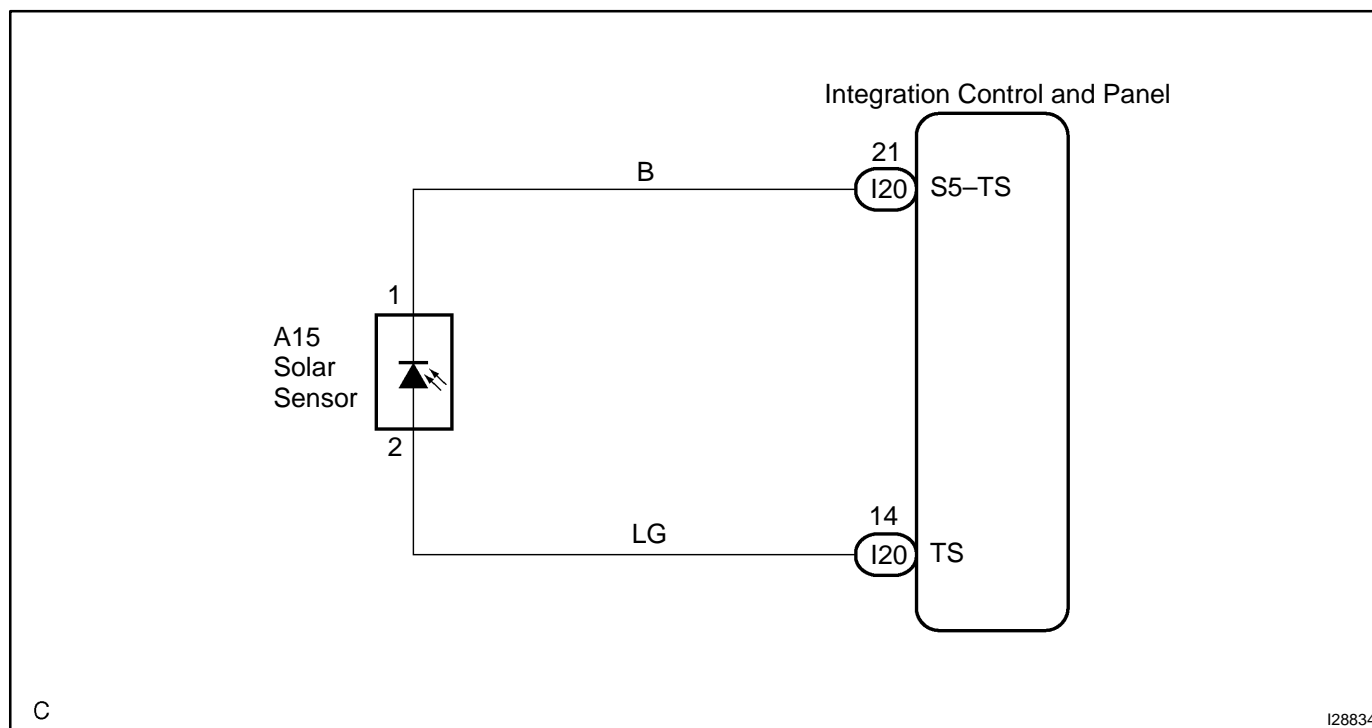 Integration Control and Panel
21
B
I20
S5–TS
1
A15
Solar
Sensor
2
14
LG
I20
TS
C
I28834